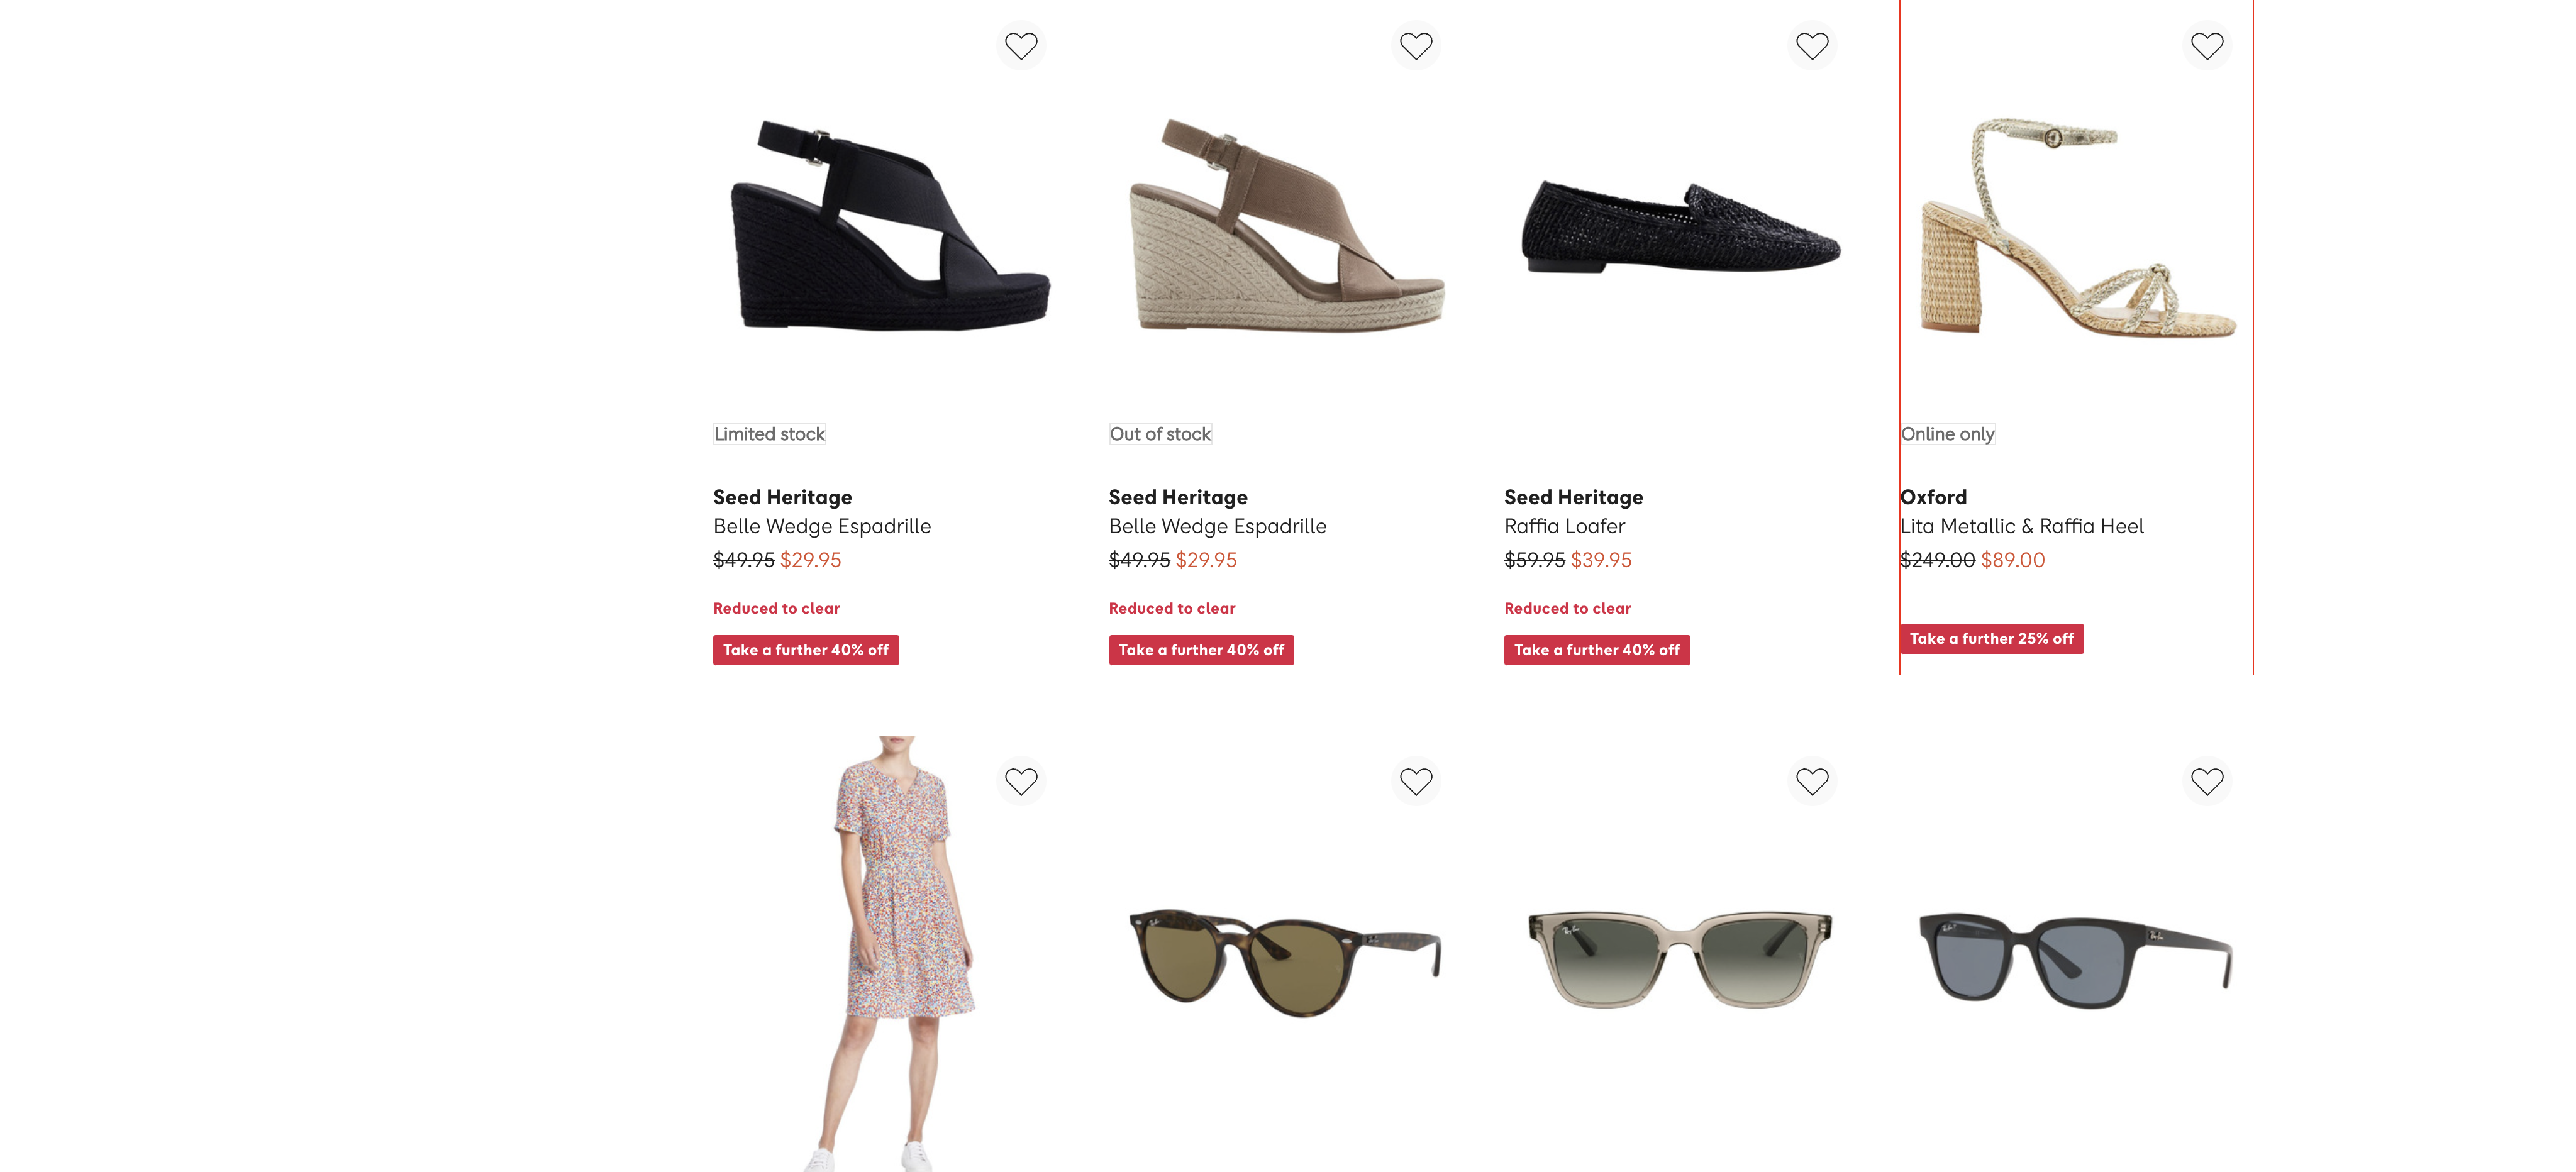 Limited stock
Out of stock
Online only
Seed Heritage
Belle Wedge Espadrille
$49.95 $29.95
Reduced to clear
Take a further 40% off
Seed Heritage
Belle Wedge Espadrille
$49.95 $29.95
Reduced to clear
Take a further 40% off
Seed Heritage
Raffia Loafer
$59.95 $39.95
Reduced to clear
Take a further 40% off
Oxford
Lita Metallic & Raffia Heel
$249.00 $89.00
Take a further 25% off
Ray-Ban